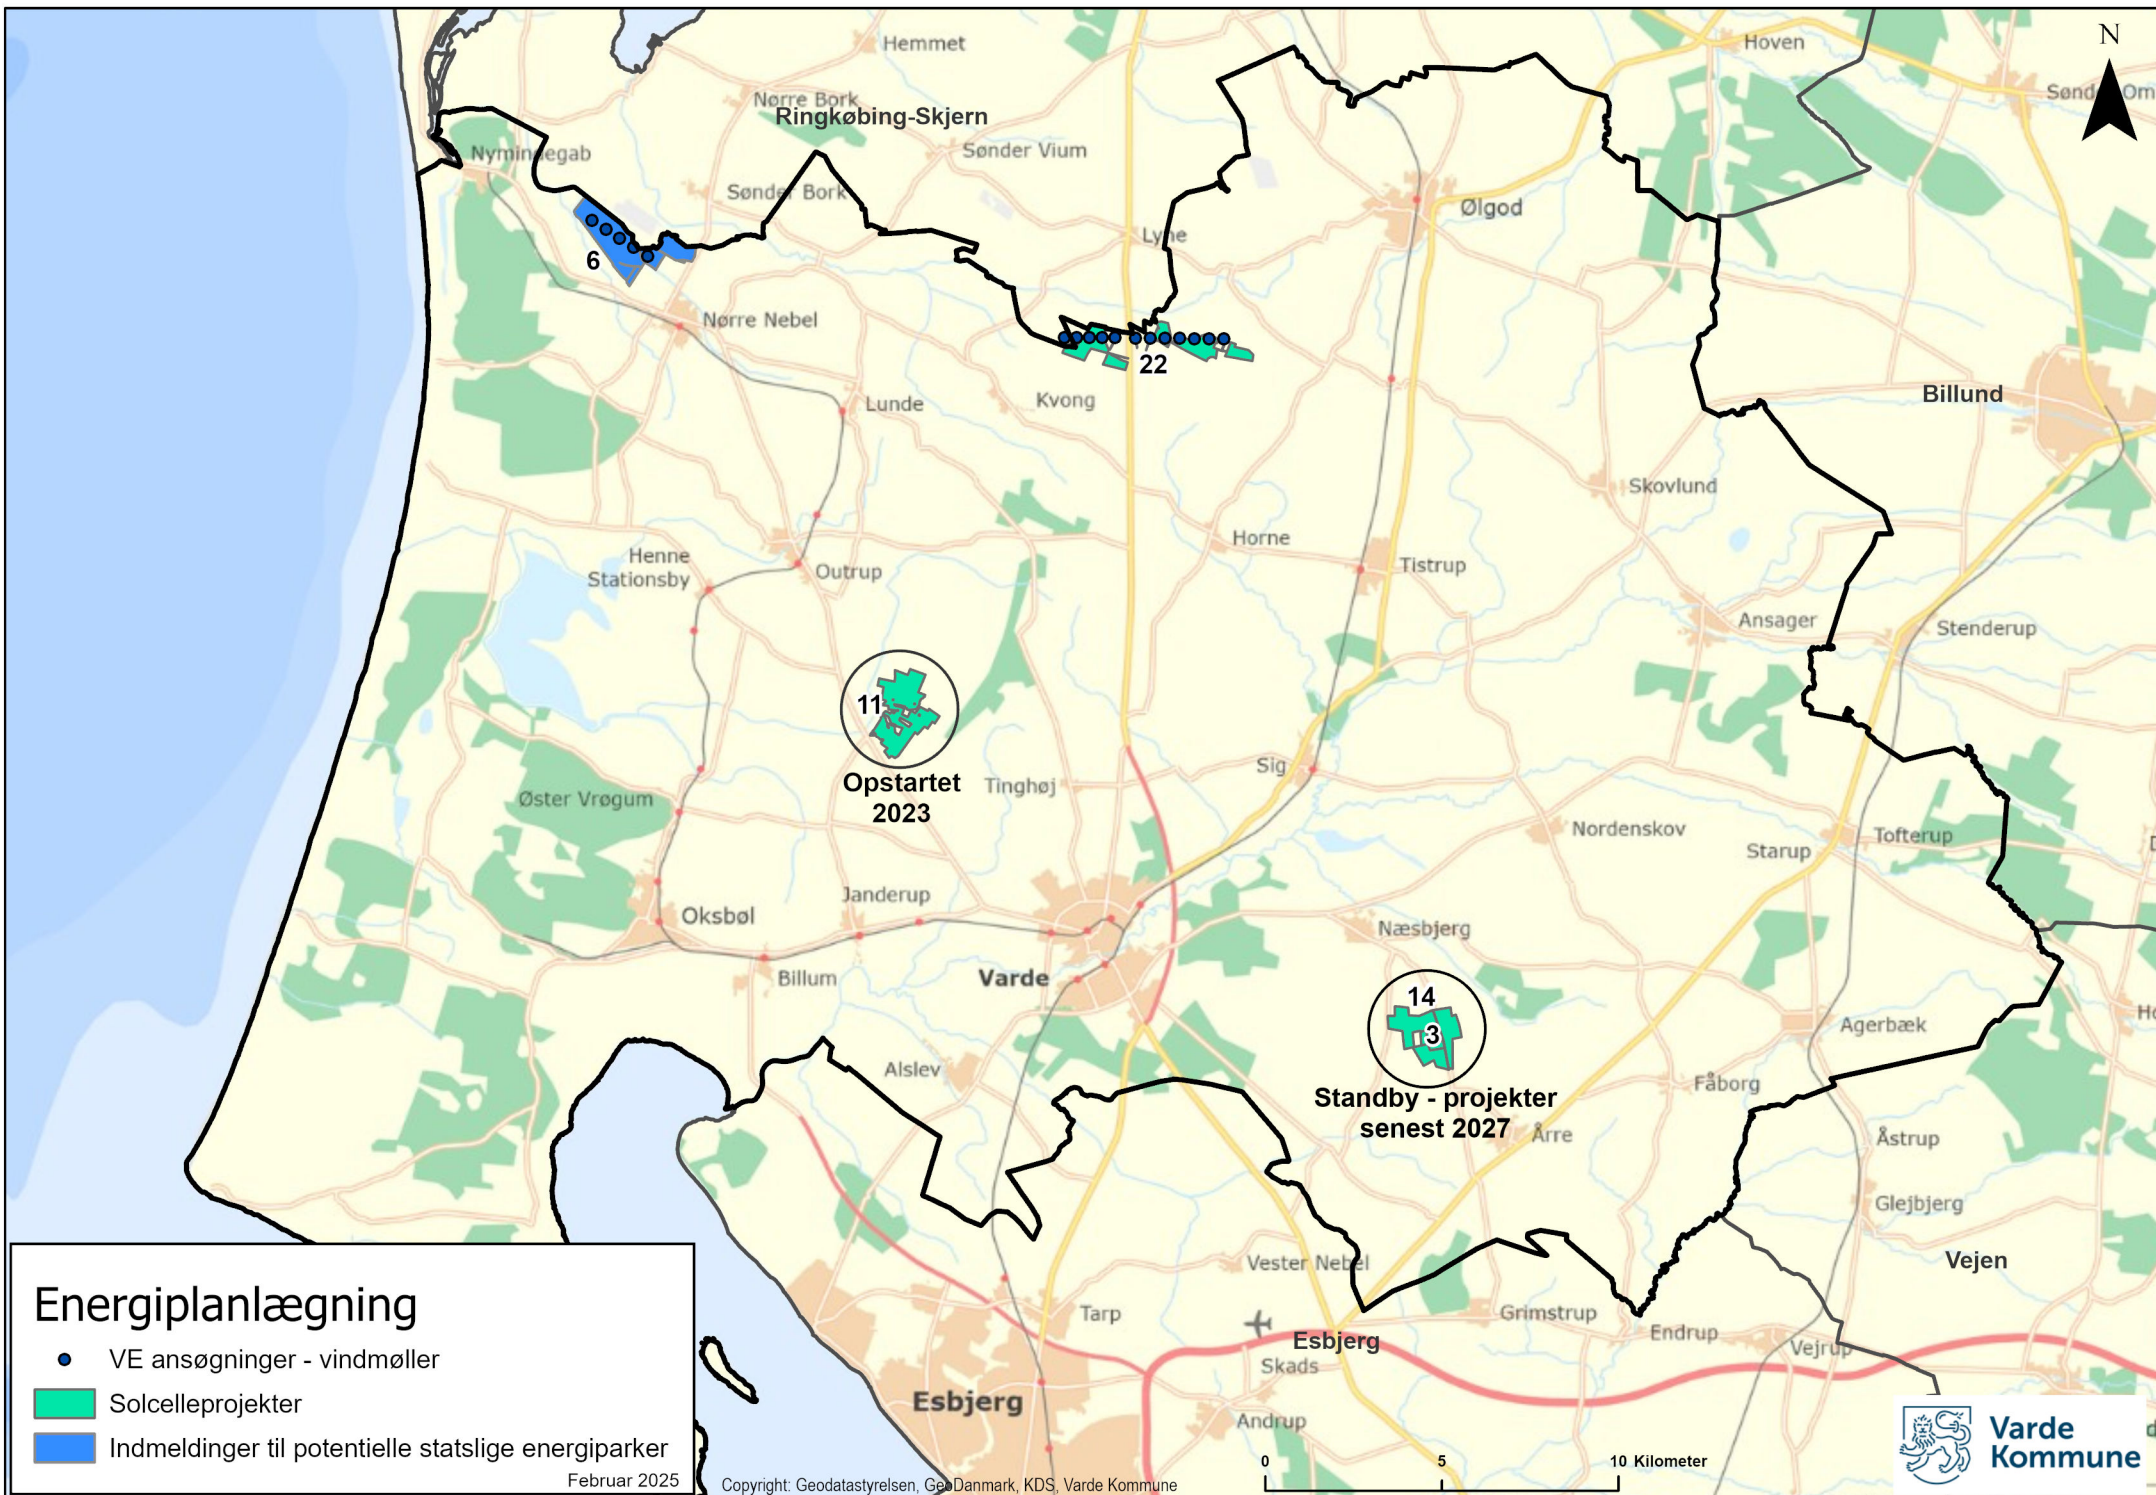 N
Hemmet
Hoven
Nørre Bork
Ringkøbing-Skjern
Sønder Vium
Nymindegab
Sønder Bork
Ølgod
Lyne
6
Nørre Nebel
22
Lunde
Kvong
Billund
Skovlund
Horne
Tistrup
Henne
Stationsby
Outrup
Ansager
Stenderup
11
Opstartet
2023
Tinghøj
Sig
Øster Vrøgum
Nordenskov
Starup
Tofterup
Janderup
Oksbøl
Næsbjerg
Billum
Varde
14
3
Agerbæk
Alslev
Fåborg
Standby - projekter
senest 2027
Årre
Åstrup
Glejbjerg
Vester Nebel
Vejen
Tarp
Grimstrup
Esbjerg
Endrup
Vejrup
Skads
Esbjerg
Andrup
Energiplanlægning
VE ansøgninger - vindmøller
Solcelleprojekter
Indmeldinger til potentielle statslige energiparker
Februar 2025
Copyright: Geodatastyrelsen, GeoDanmark, KDS, Varde Kommune
0 5 10 Kilometer
Varde
Kommune